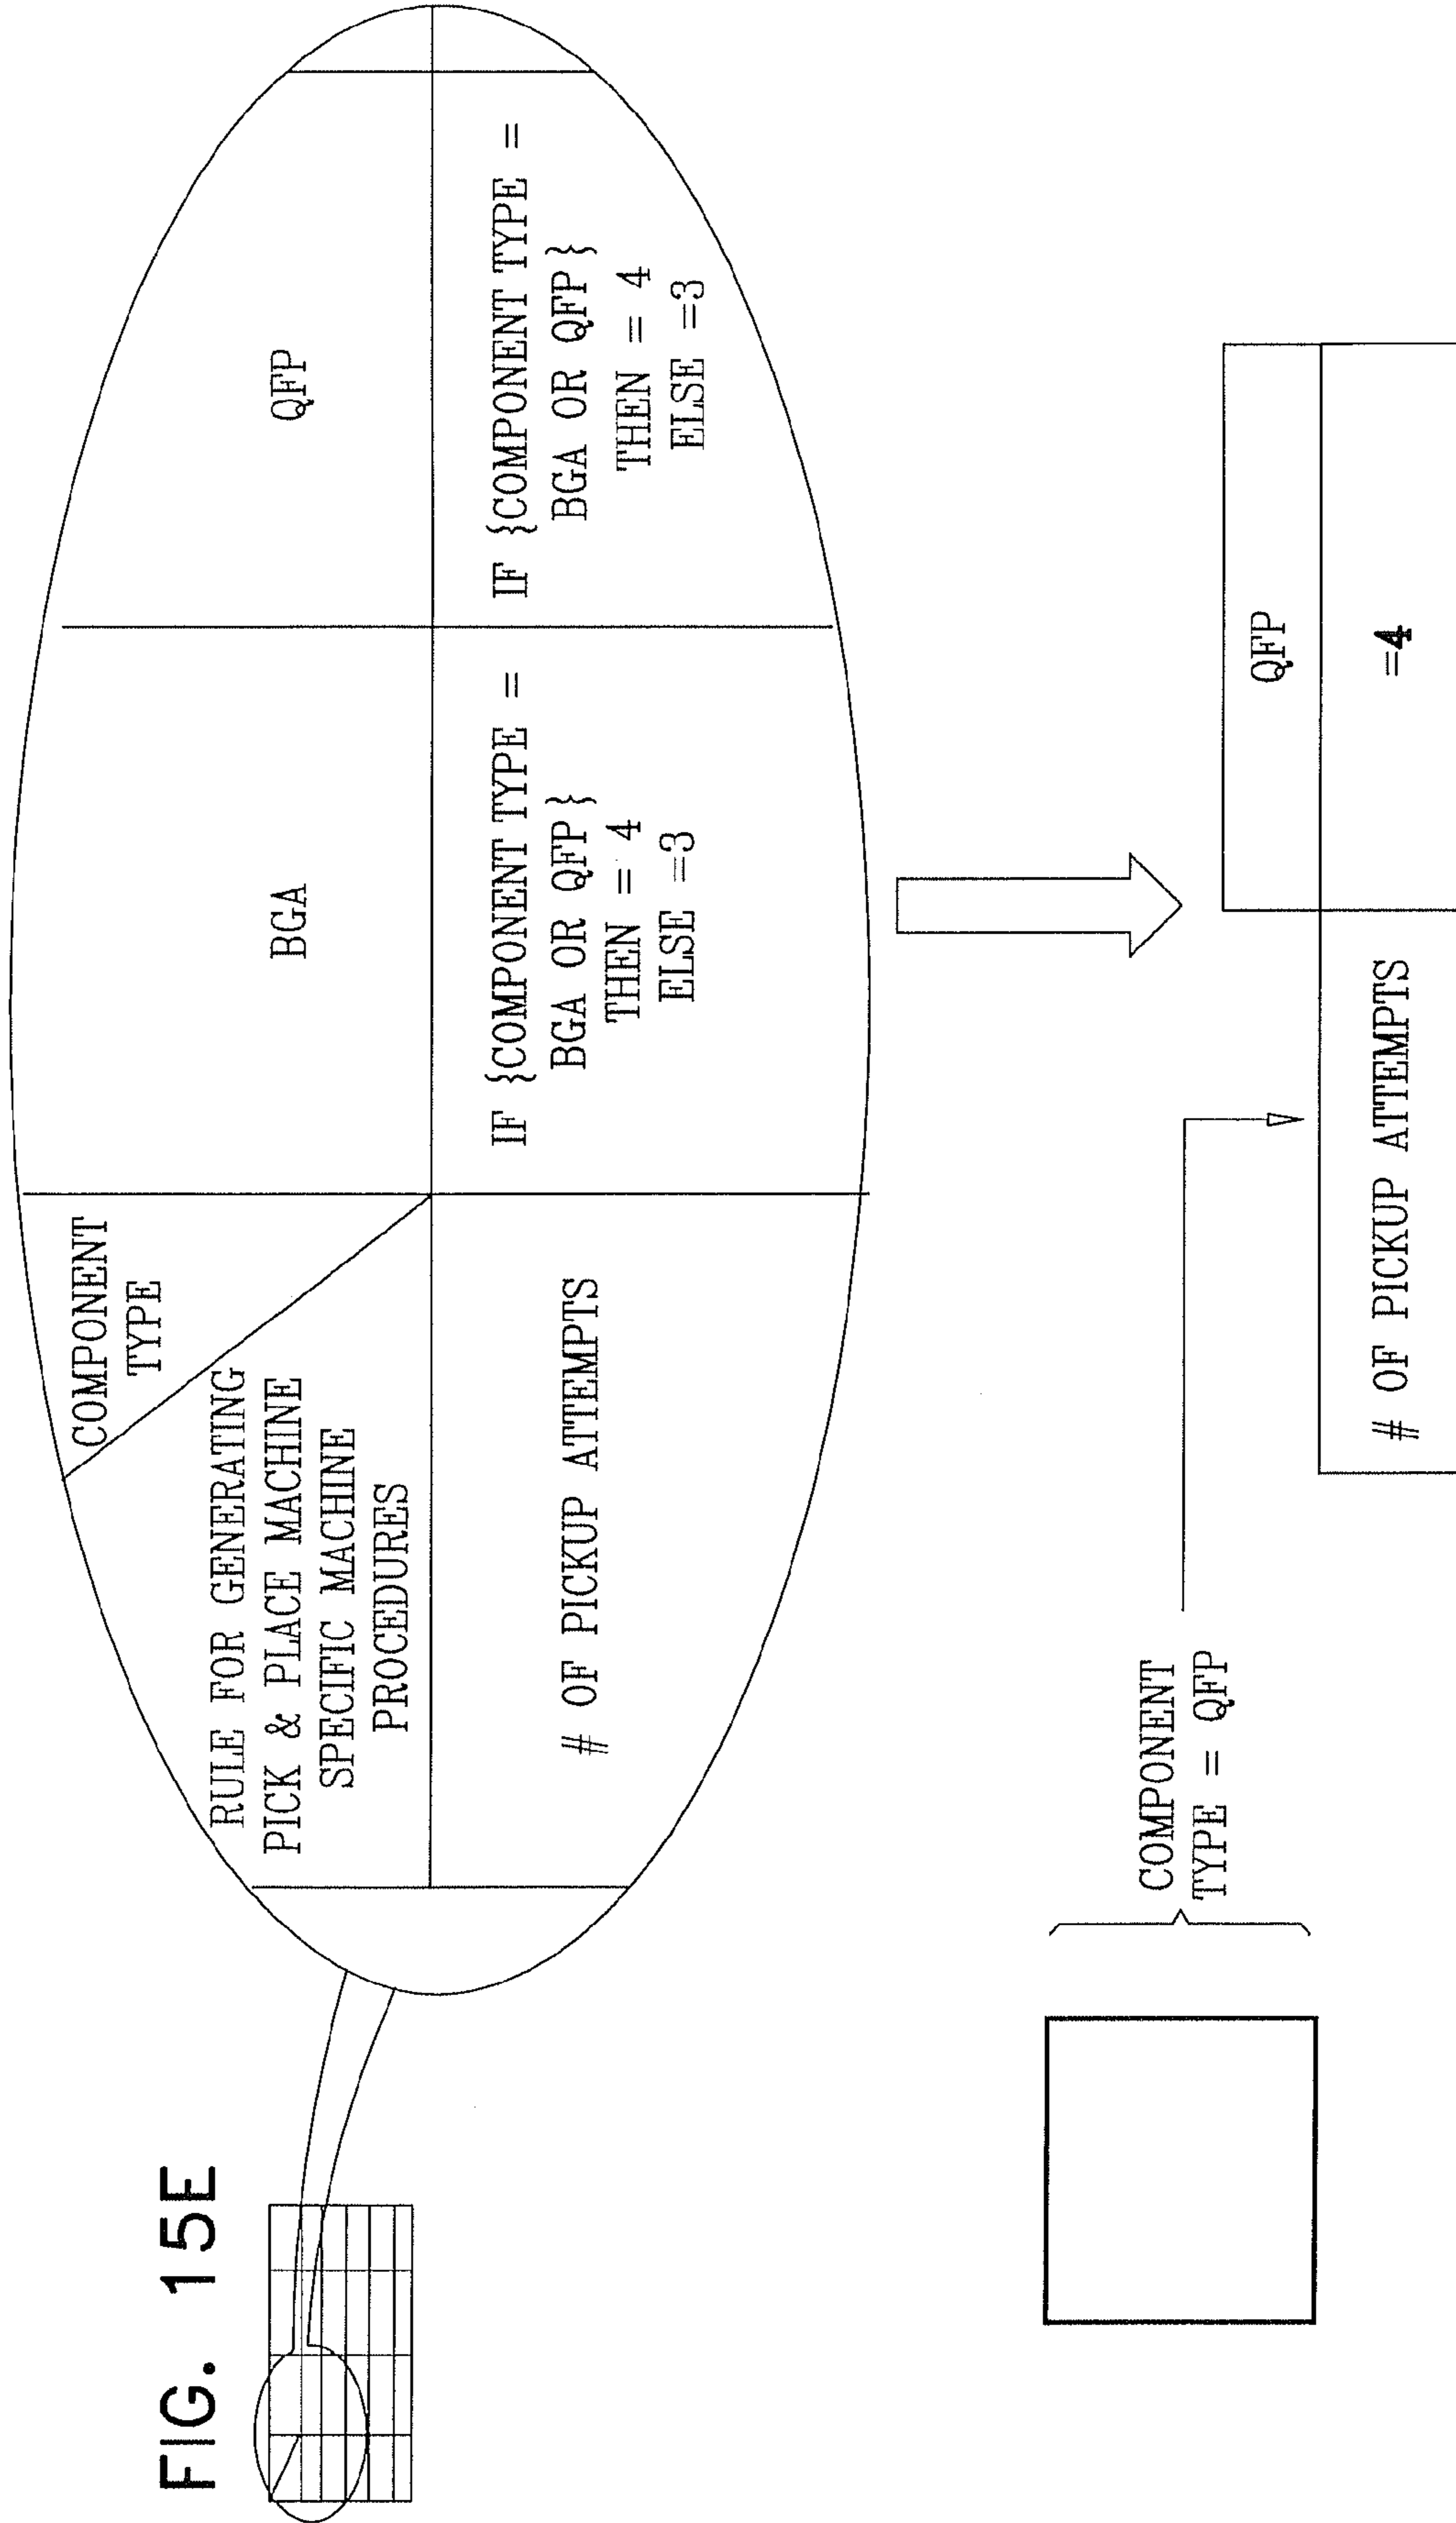 FIG. 15E
COMPONENT
TYPE
RULE FOR GENERATING
PICK & PLACE MACHINE
SPECIFIC MACHINE
PROCEDURES
BGA
QFP
# OF PICKUP ATTEMPTS
IF {COMPONENT TYPE =
BGA OR QFP}
THEN = 4
ELSE =3
IF {COMPONENT TYPE =
BGA OR QFP}
THEN = 4
ELSE =3
COMPONENT
TYPE = QFP
QFP
# OF PICKUP ATTEMPTS
=4